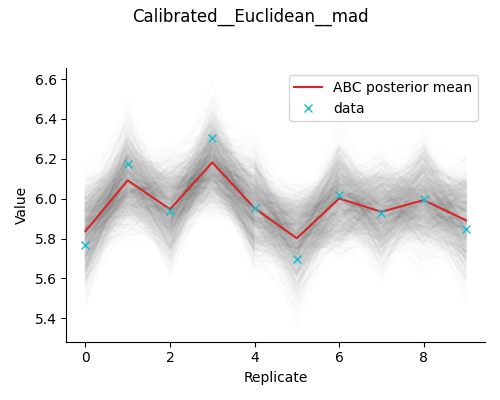 Calibrated__Euclidean__mad
6.6
6.4
6.2
6.0
5.8
5.6
5.4
Value
ABC posterior mean
data
0
2
4
6
8
Replicate